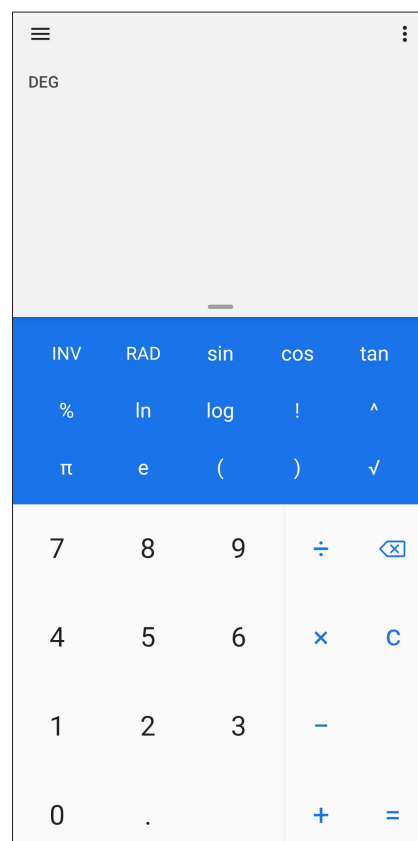 DEG
INV RAD sin cos tan
% ln log ! ^
π e ( ) √
7 8 9 ÷
4 5 6 × C
1 2 3 −
0 . + =